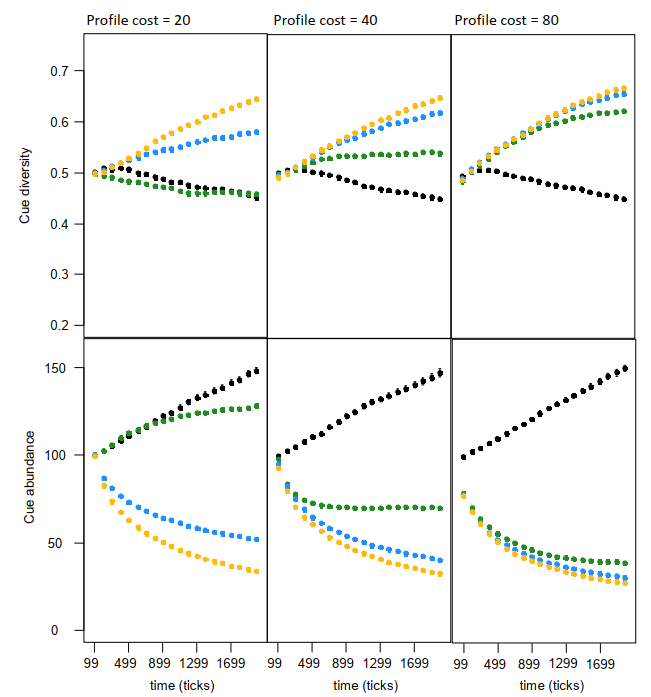 Profile cost = 20 Profile cost = 40 Profile cost = 80
Cue diversity
0.7
0.6
0.5
0.4
0.3
0.2
Cue abundance
150
100
50
0
99 499 899 1299 1699 99 499 899 1299 1699 99 499 899 1299 1699
time (ticks) time (ticks) time (ticks)